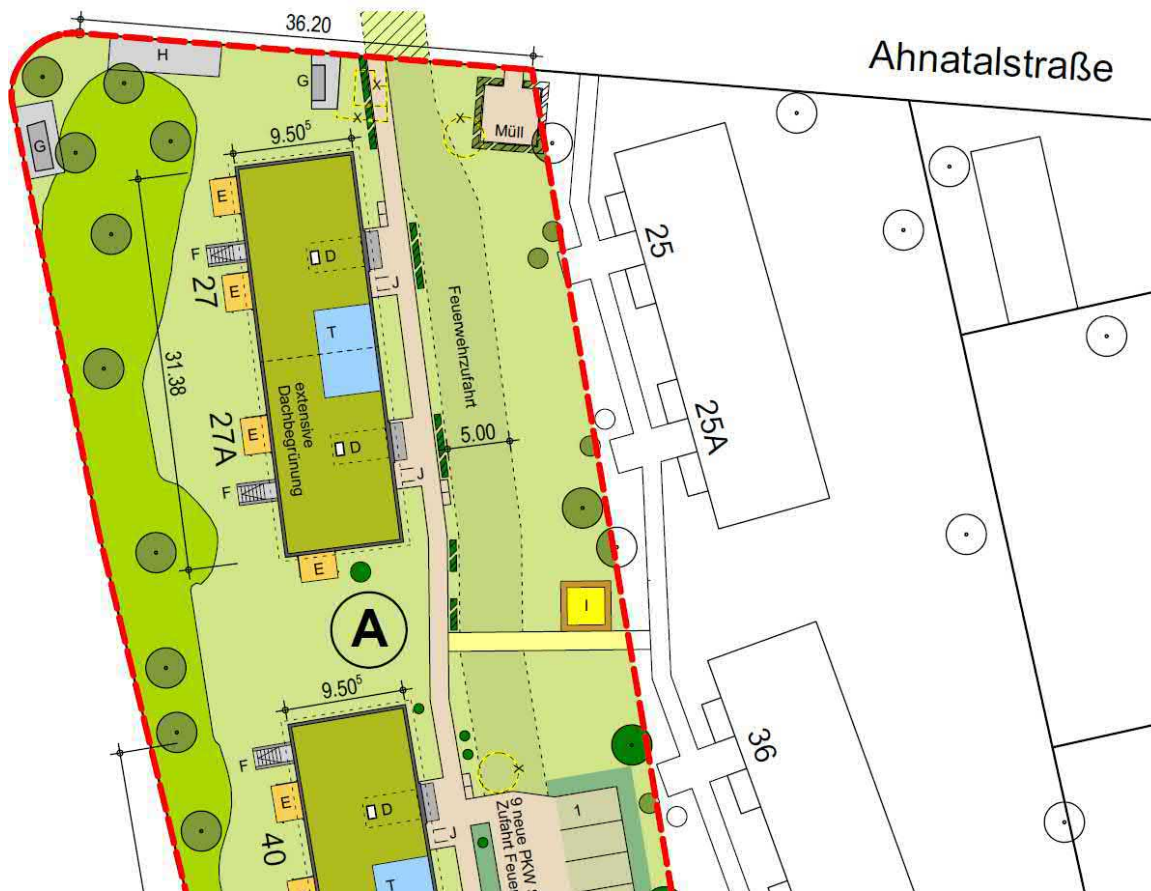 36.20
Ahnatalstraße
H
G
X
X
X
G
Müll
9.50⁵
E
25
F
D
27
E
J
Feuerwehrzufahrt
T
31.38
extensive
Dachbegrünung
27A
E
D
25A
5.00
J
F
E
I
A
9.50⁵
36
F
X
E
D
9 neue PKW
Zufahrt Feuer
1
J
40
T